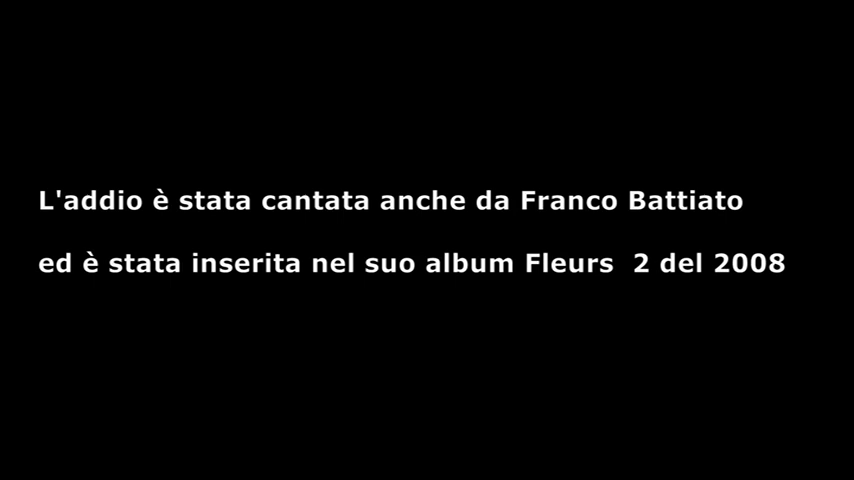 L'addio è stata cantata anche da Franco Battiato
ed è stata inserita nel suo album Fleurs  2 del 2008